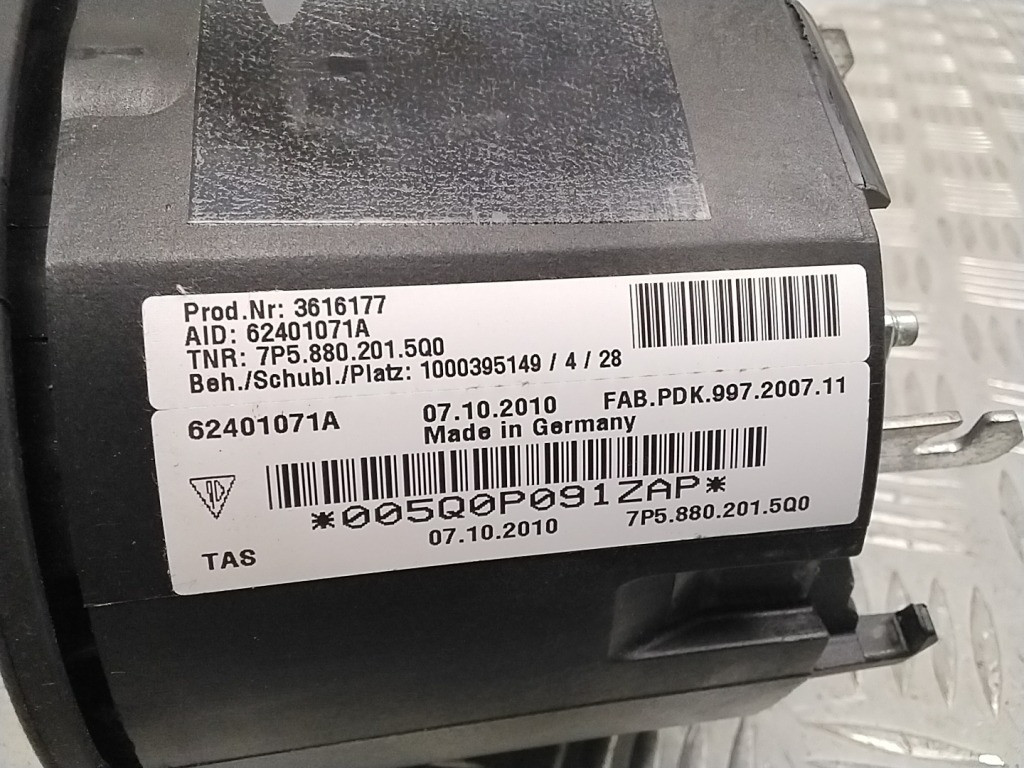 Prod.Nr: 3616177
AID: 62401071A
TNR: 7P5.880.201.5Q0
Beh./Schubl./Platz: 1000395149 / 4 / 28
62401071A
07.10.2010 FAB.PDK.997.2007.11
Made in Germany
*005Q0P091ZAP*
07.10.2010 7P5.880.201.5Q0
TAS